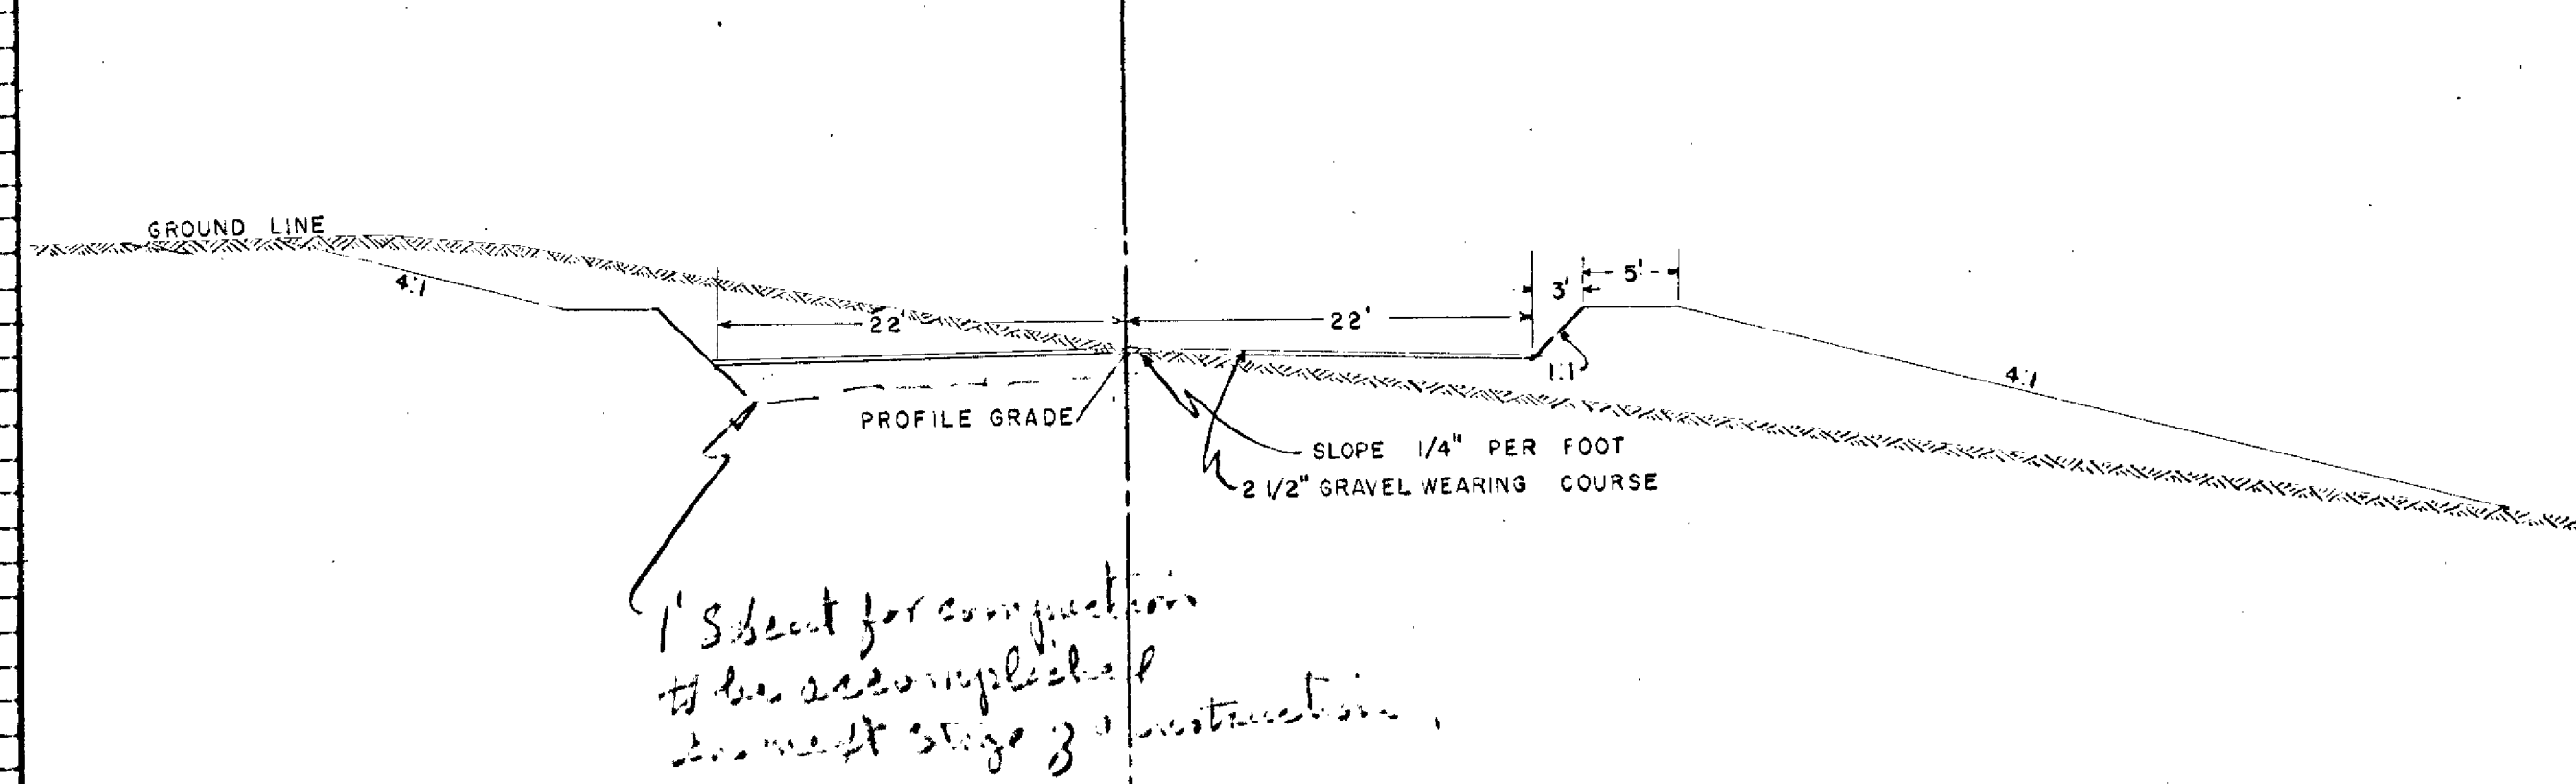 GROUND LINE
4:1
22
22'
3'
5'
1:1
4:1
PROFILE GRADE
SLOPE 1/4" PER FOOT
2 1/2" GRAVEL WEARING COURSE
1' Subcut for compaction
to be accomplished
in next stage of construction.